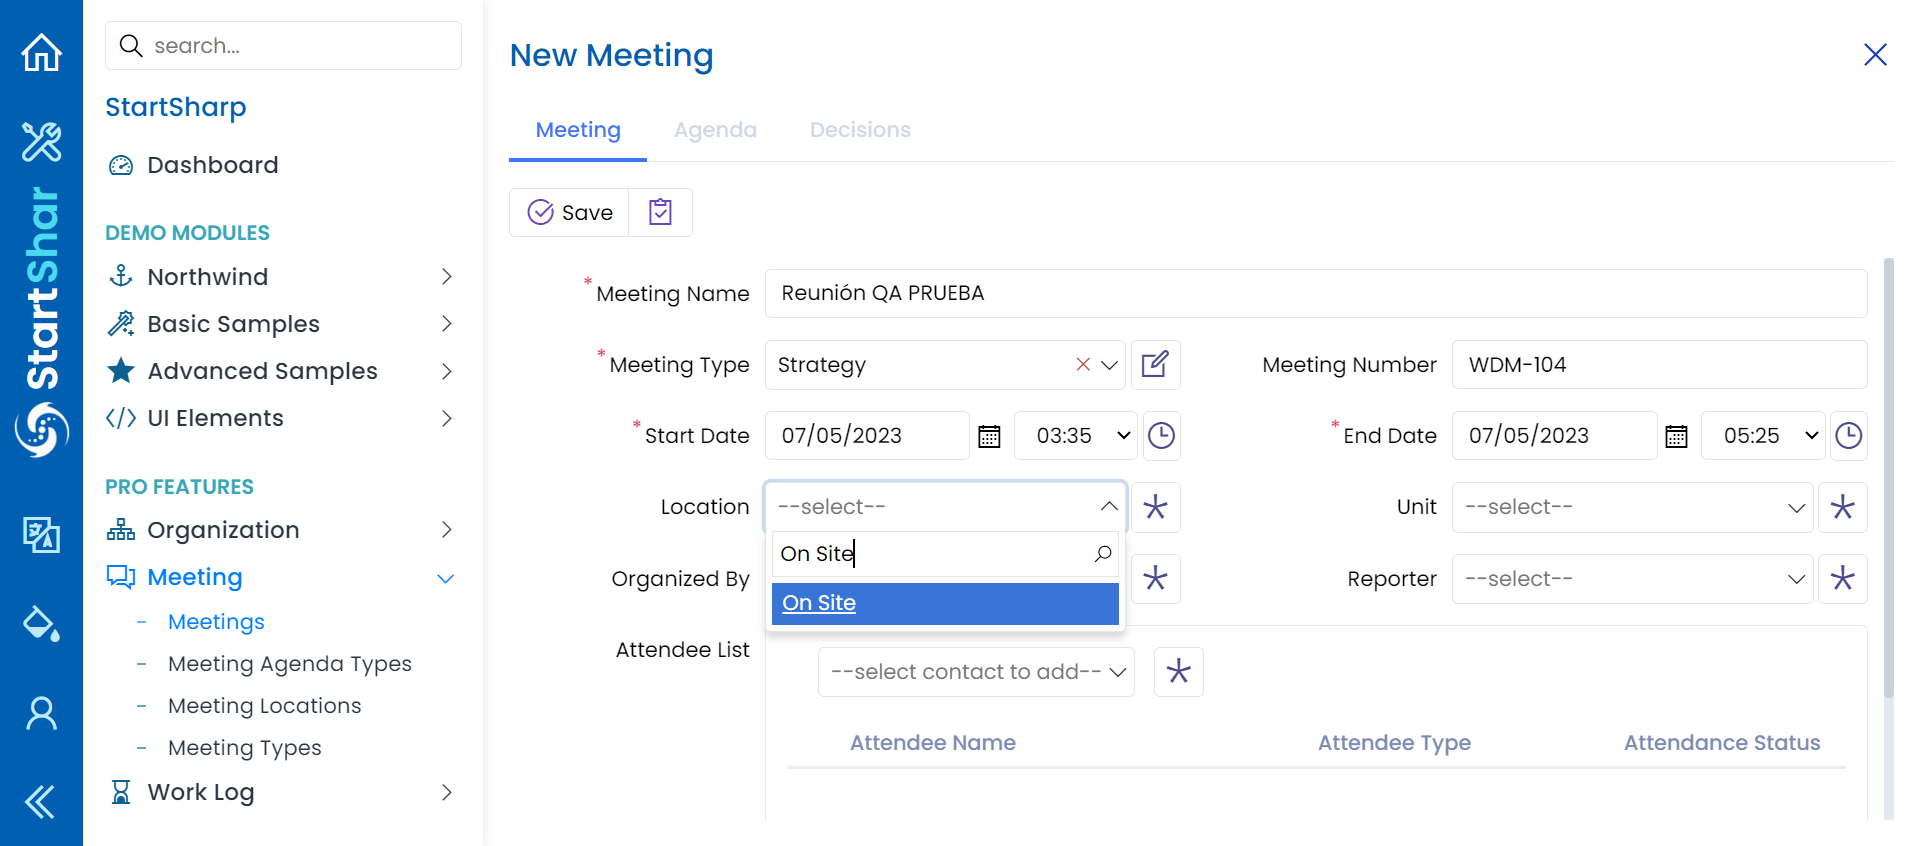 search...
StartSharp
Dashboard
DEMO MODULES
Northwind
Basic Samples
Advanced Samples
UI Elements
PRO FEATURES
Organization
Meeting
- Meetings
- Meeting Agenda Types
- Meeting Locations
- Meeting Types
Work Log
StartShar
New Meeting
Meeting Agenda Decisions
Save
* Meeting Name Reunión QA PRUEBA
* Meeting Type Strategy Meeting Number WDM-104
* Start Date 07/05/2023 03:35 * End Date 07/05/2023 05:25
Location --select-- Unit --select--
On Site
Organized By Reporter --select--
On Site
Attendee List
--select contact to add--
Attendee Name Attendee Type Attendance Status